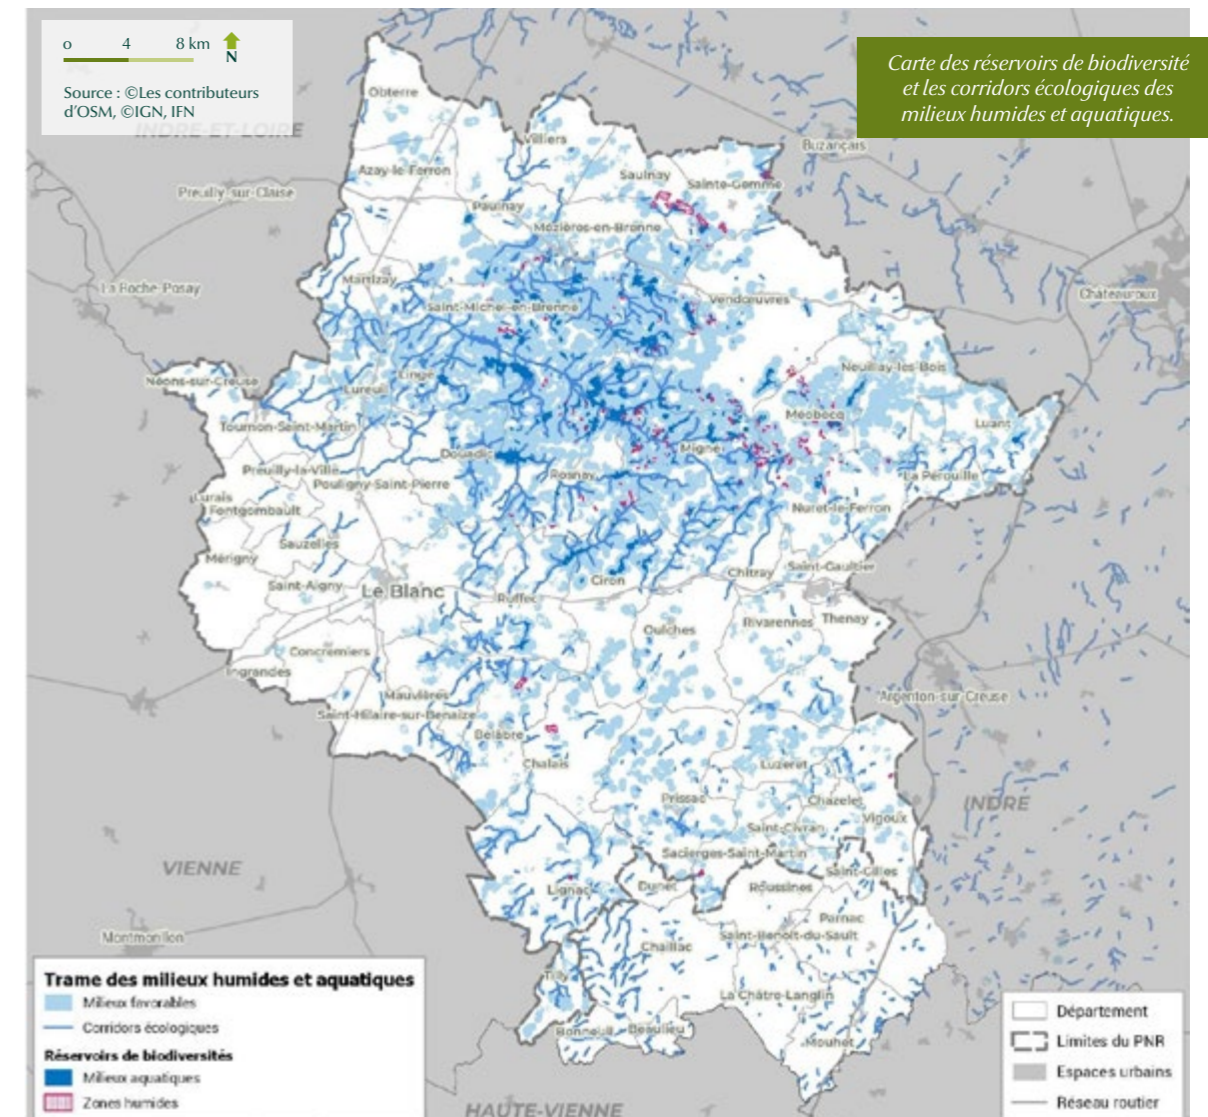 0 4 8 km
N
Source : ©Les contributeurs
d'OSM, ©IGN, IFN
Carte des réservoirs de biodiversité
et les corridors écologiques des
milieux humides et aquatiques.
INDRE-ET-LOIRE
Obterre
Villiers
Buzançais
Azay-le-Ferron
Saulnay
Sainte-Gemme
Preuilly-sur-Claise
Paulnay
Mézières-en-Brenne
Martizay
La Roche-Posay
Châteauroux
Saint-Michel-en-Brenne
Vendœuvres
Néons-sur-Creuse
Lureuil
Lingé
Neuillay-les-Bois
Tournon-Saint-Martin
Méobecq
Luant
Douadic
Migné
Preuilly-la-Ville
Pouligny-Saint-Pierre
Rosnay
La Pérouille
Lurais
Fontgombault
Nuret-le-Ferron
Sauzelles
Mérigny
Saint-Aigny
Le Blanc
Ruffec
Ciron
Chitray
Saint-Gaultier
Oulches
Rivarennes
Thenay
Concremiers
Ingrandes
Mauvières
Argenton-sur-Creuse
Saint-Hilaire-sur-Benaize
Bélâbre
Chalais
Luzeret
Prissac
Chazelet
INDRE
Saint-Civran
Vigoux
Sacierges-Saint-Martin
VIENNE
Saint-Gilles
Lignac
Dunet
Roussines
Parnac
Montmorillon
Chaillac
Saint-Benoît-du-Sault
Tilly
La Châtre-Langlin
Bonneuil
Beaulieu
Mouhet
HAUTE-VIENNE
Trame des milieux humides et aquatiques
Milieux favorables
Corridors écologiques
Réservoirs de biodiversités
Milieux aquatiques
Zones humides
Département
Limites du PNR
Espaces urbains
Réseau routier